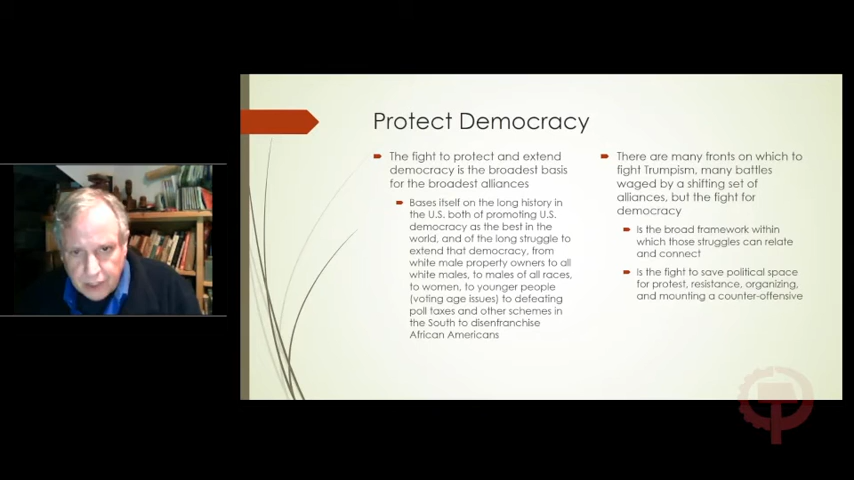 Protect Democracy
The fight to protect and extend
democracy is the broadest basis
for the broadest alliances
Bases itself on the long history in
the U.S. both of promoting U.S.
democracy as the best in the
world, and of the long struggle to
extend that democracy, from
white male property owners to all
white males, to males of all races,
to women, to younger people
(voting age issues) to defeating
poll taxes and other schemes in
the South to disenfranchise
African Americans
There are many fronts on which to
fight Trumpism, many battles
waged by a shifting set of
alliances, but the fight for
democracy
Is the broad framework within
which those struggles can relate
and connect
Is the fight to save political space
for protest, resistance, organizing,
and mounting a counter-offensive